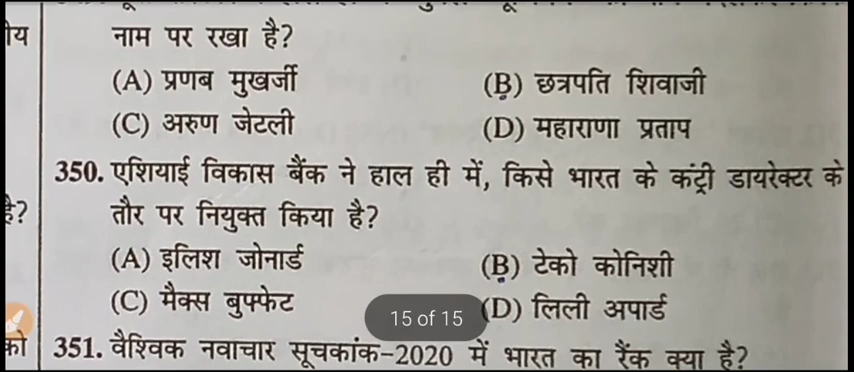 ीय
नाम पर रखा है?
(A) प्रणब मुखर्जी (B) छत्रपति शिवाजी
(C) अरुण जेटली (D) महाराणा प्रताप
350. एशियाई विकास बैंक ने हाल ही में, किसे भारत के कंट्री डायरेक्टर के
है? तौर पर नियुक्त किया है?
(A) इलिश जोनार्ड (B) टेको कोनिशी
(C) मैक्स बुफ्फेट (D) लिली अपार्ड
15 of 15
को 351. वैश्विक नवाचार सूचकांक-2020 में भारत का रैंक क्या है?